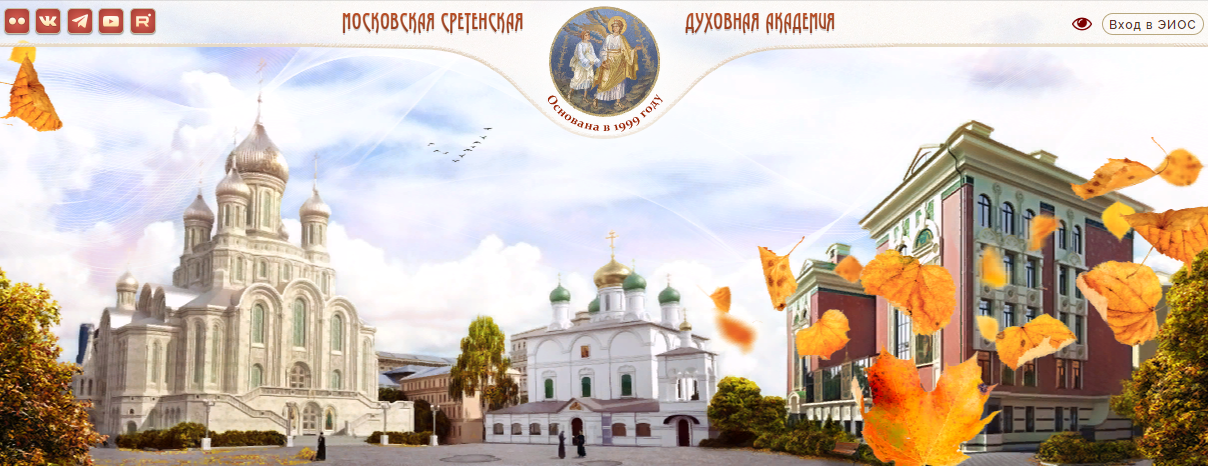 МОСКОВСКАЯ СРЕТЕНСКАЯ
ДУХОВНАЯ АКАДЕМИЯ
Вход в ЭИОС
Основана в 1999 году